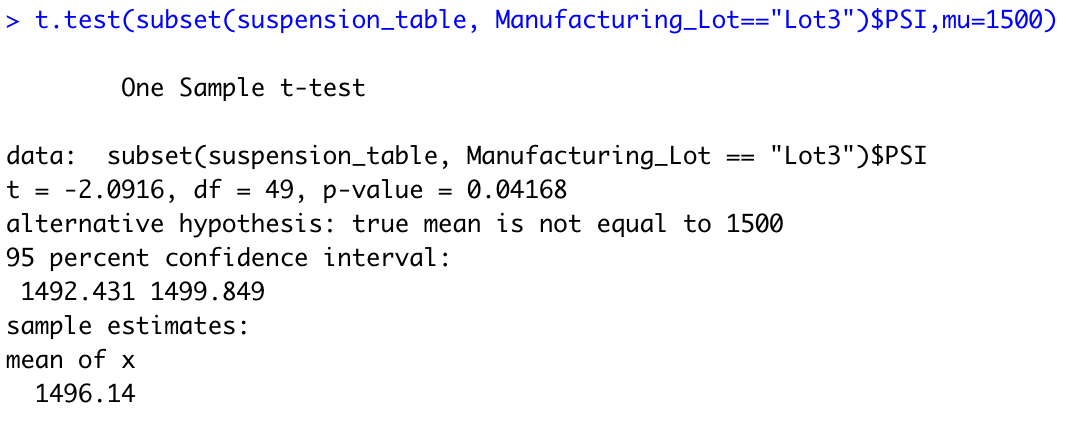 > t.test(subset(suspension_table, Manufacturing_Lot=="Lot3")$PSI,mu=1500)
One Sample t-test
data:  subset(suspension_table, Manufacturing_Lot == "Lot3")$PSI
t = -2.0916, df = 49, p-value = 0.04168
alternative hypothesis: true mean is not equal to 1500
95 percent confidence interval:
1492.431 1499.849
sample estimates:
mean of x
1496.14